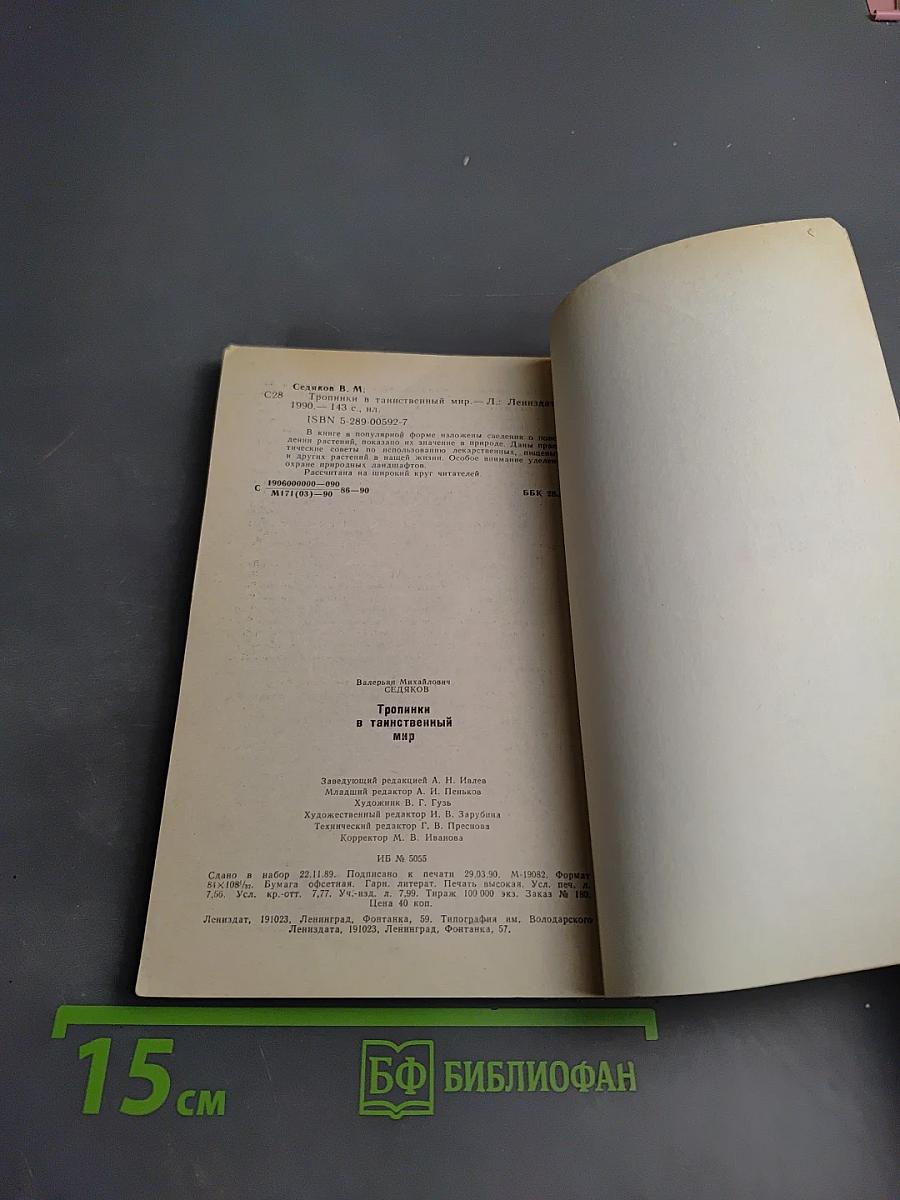 Седяков В. М.
С28 Тропинки в таинственный мир.— Л.: Лениздат
1990.— 143 с., ил.
ISBN 5-289-00592-7
В книге в популярной форме изложены сведения о
дения растений, показано их значение в природе. Даны
тические советы по использованию лекарственных, пищевых
и других растений в нашей жизни. Особое внимание уделено
охране природных ландшафтов.
Рассчитана на широкий круг читателей.
С 1906000000—090
М171(03)—90 86—90 ББК
Валерьян Михайлович
СЕДЯКОВ
Тропинки
в таинственный
мир
Заведующий редакцией А. Н. Ивлев
Младший редактор А. И. Пеньков
Художник В. Г. Гузь
Художественный редактор И. В. Зарубина
Технический редактор Г. В. Преснова
Корректор М. В. Иванова
ИБ № 5055
Сдано в набор 22.11.89. Подписано к печати 29.03.90. М-19082. Формат
84×108¹/₃₂. Бумага офсетная. Гарн. литерат. Печать высокая. Усл. печ. л.
7,56. Усл. кр.-отт. 7,77. Уч.-изд. л. 7,99. Тираж 100 000 экз. Заказ № 180.
Цена 40 коп.
Лениздат, 191023, Ленинград, Фонтанка, 59. Типография им. Володарского
Лениздата, 191023, Ленинград, Фонтанка, 57.
15 см БФ БИБЛИОФАН